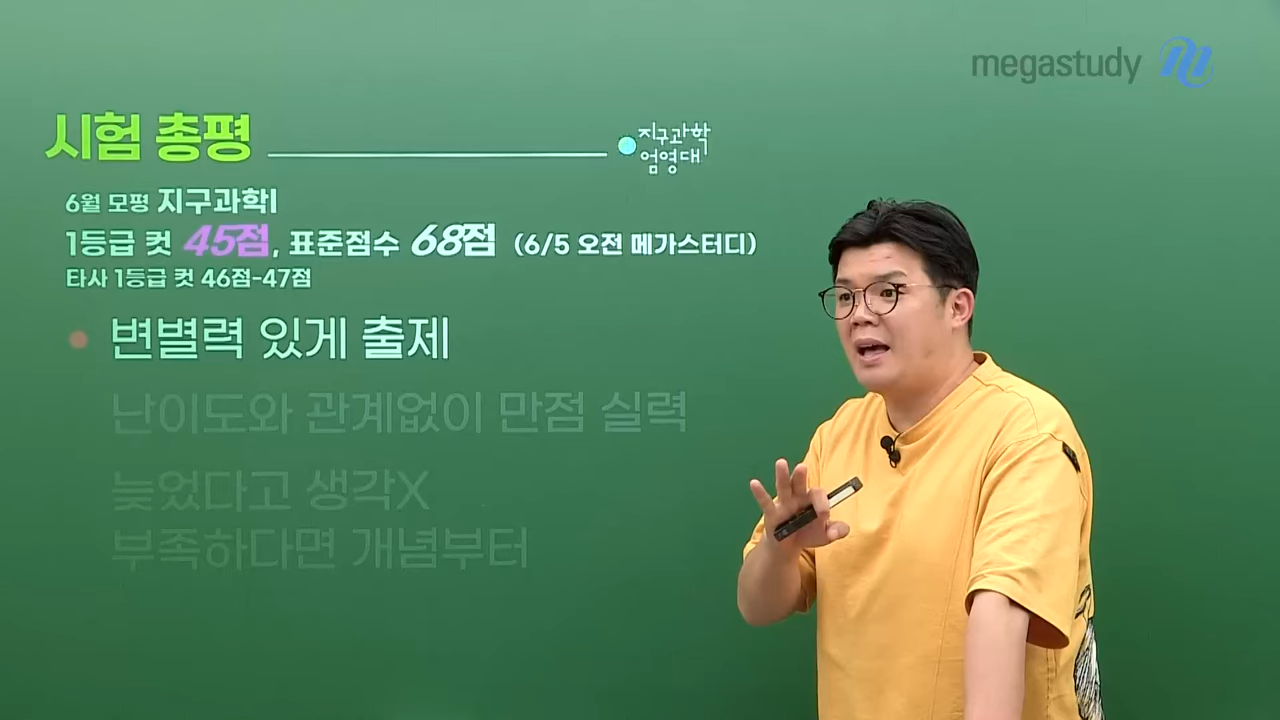 megastudy
시험 총평
지구과학
엄영대
6월 모평 지구과학I
1등급 컷 45점, 표준점수 68점 (6/5 오전 메가스터디)
타사 1등급 컷 46점-47점
변별력 있게 출제
난이도와 관계없이 만점 실력
늦었다고 생각X
부족하다면 개념부터